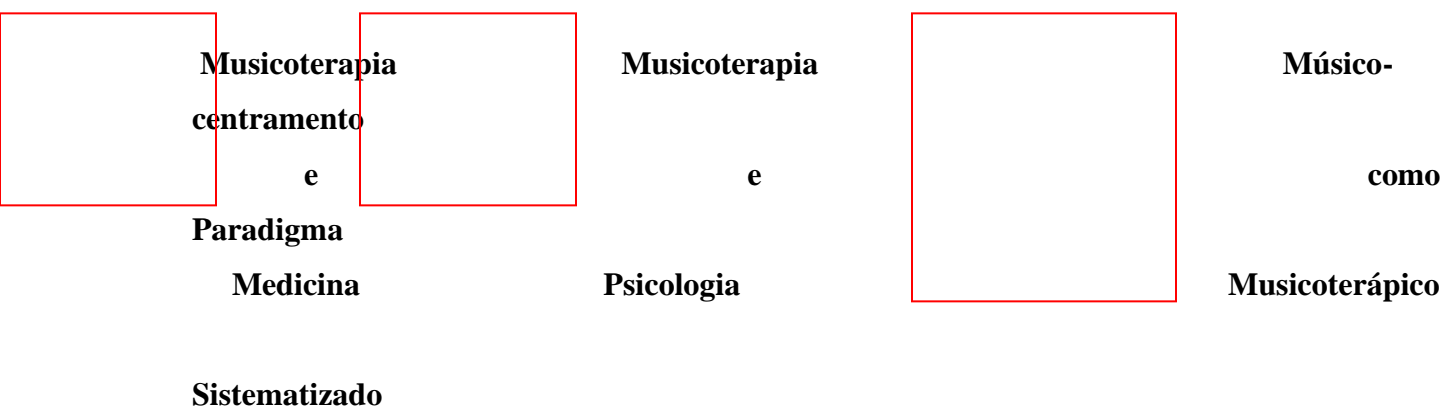 Musicoterapia Musicoterapia Músico-
centramento
e e como
Paradigma
Medicina Psicologia Musicoterápico
Sistematizado